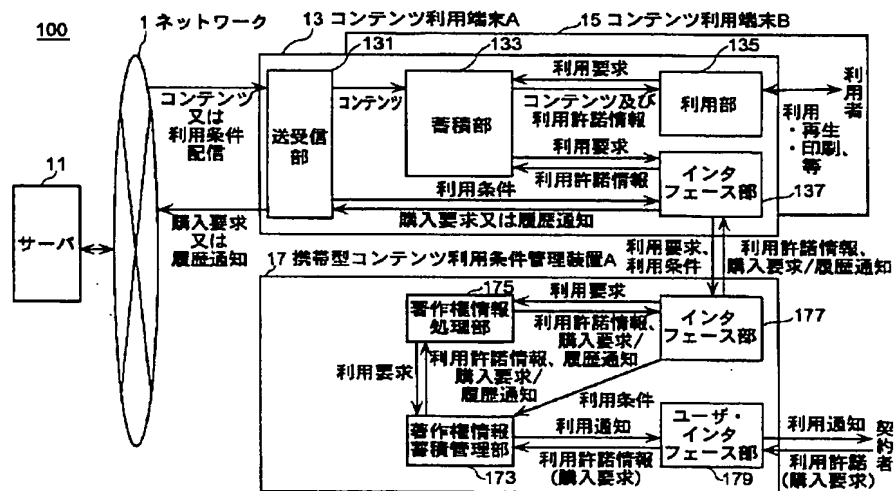 100
1 ネットワーク
13 コンテンツ利用端末A
15 コンテンツ利用端末B
131
133
135
コンテンツ
又は
利用条件
配信
送受信
部
コンテンツ
蓄積部
利用要求
コンテンツ及び
利用許諾情報
利用部
利用者
利用
・再生
・印刷、
等
利用要求
利用許諾情報
インタ
フェース部
137
利用条件
購入要求又は履歴通知
11
サーバ
購入要求
又は
履歴通知
利用要求、
利用条件
利用許諾情報、
購入要求/履歴通知
17 携帯型コンテンツ利用条件管理装置A
175
著作権情報
処理部
利用要求
利用許諾情報、
購入要求/
履歴通知
インタ
フェース部
177
利用要求
利用許諾情報、
購入要求/
履歴通知
利用条件
著作権情報
蓄積管理部
173
利用通知
利用許諾情報
(購入要求)
ユーザ・
インタ
フェース部
179
利用通知
利用許諾
(購入要求)
契約者